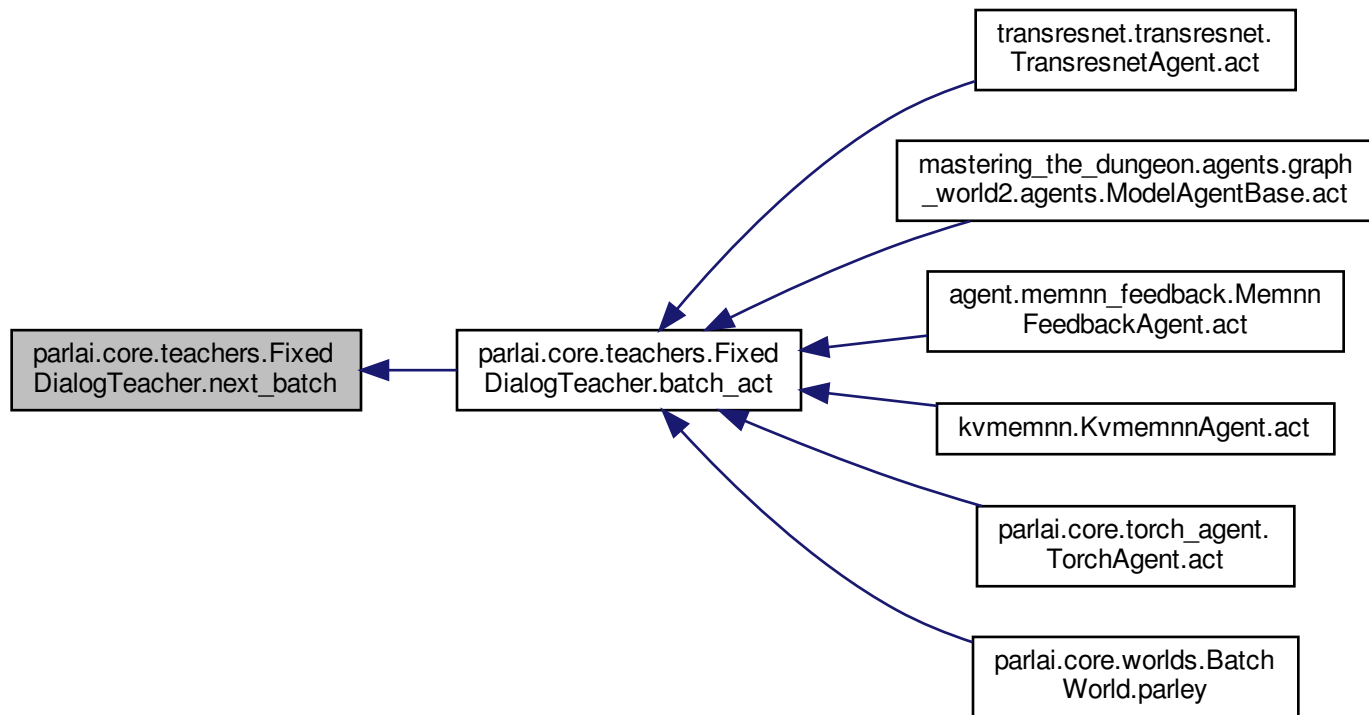 transresnet.transresnet.
TransresnetAgent.act
mastering_the_dungeon.agents.graph
_world2.agents.ModelAgentBase.act
agent.memnn_feedback.Memnn
FeedbackAgent.act
parlai.core.teachers.Fixed
DialogTeacher.next_batch
parlai.core.teachers.Fixed
DialogTeacher.batch_act
kvmemnn.KvmemnnAgent.act
parlai.core.torch_agent.
TorchAgent.act
parlai.core.worlds.Batch
World.parley